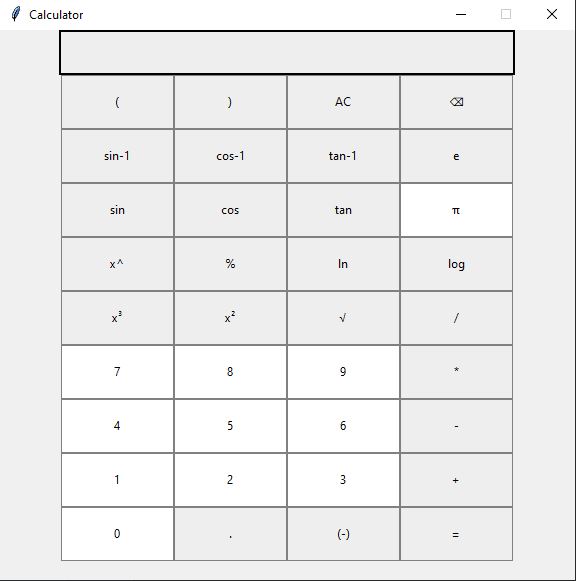 Calculator
( ) AC ⌫
sin-1 cos-1 tan-1 e
sin cos tan π
x^ % ln log
x³ x² √ /
7 8 9 *
4 5 6 -
1 2 3 +
0 . (-) =